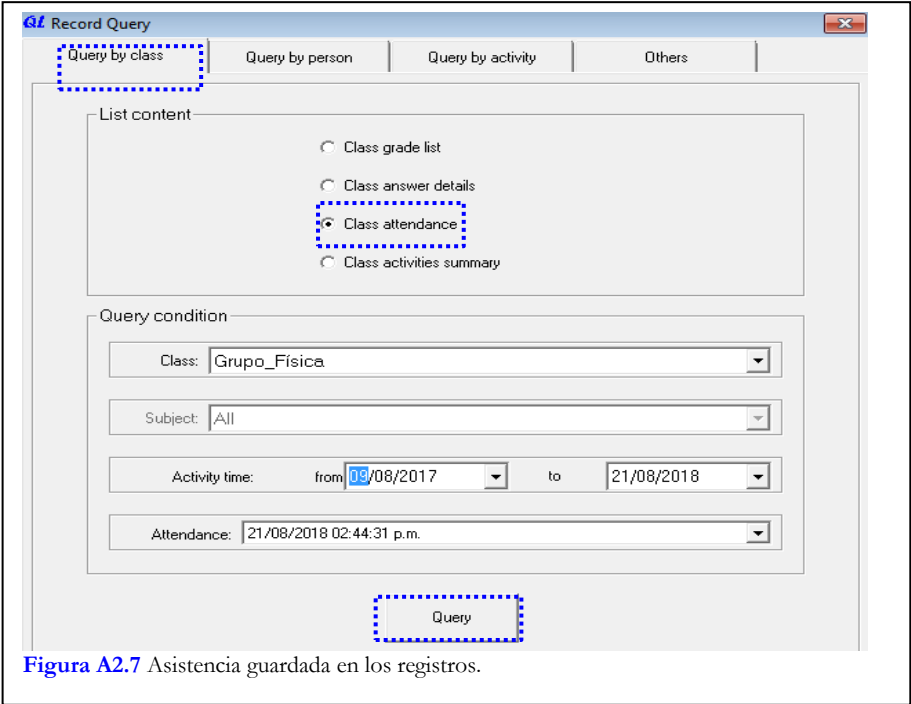 QL Record Query
Query by class Query by person Query by activity Others
List content
Class grade list
Class answer details
Class attendance
Class activities summary
Query condition
Class: Grupo_Física
Subject: All
Activity time: from 09/08/2017 to 21/08/2018
Attendance: 21/08/2018 02:44:31 p.m.
Query
Figura A2.7 Asistencia guardada en los registros.